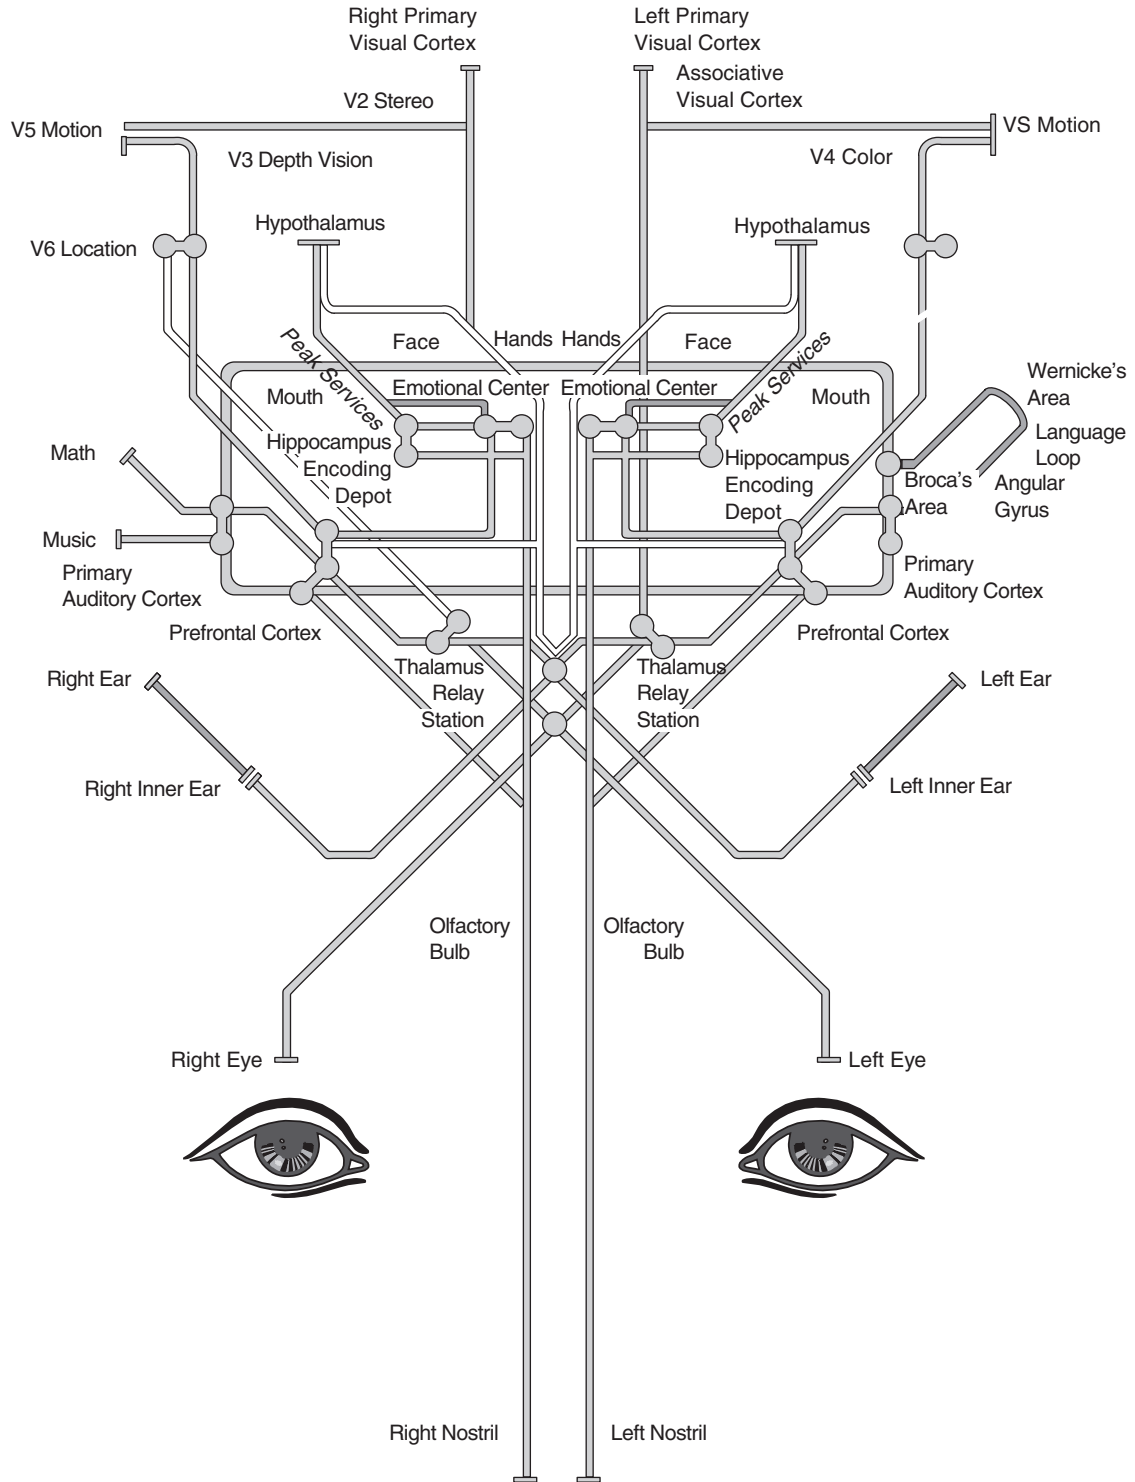 Right Primary
Visual Cortex
Left Primary
Visual Cortex
Associative
Visual Cortex
V2 Stereo
V5 Motion
VS Motion
V3 Depth Vision
V4 Color
Hypothalamus
Hypothalamus
V6 Location
Peak Services
Face
Hands
Hands
Face
Peak Services
Mouth
Emotional Center
Emotional Center
Mouth
Wernicke's
Area
Language
Loop
Hippocampus
Encoding
Depot
Hippocampus
Encoding
Depot
Broca's
Area
Angular
Gyrus
Math
Music
Primary
Auditory Cortex
Primary
Auditory Cortex
Prefrontal Cortex
Prefrontal Cortex
Thalamus
Relay
Station
Thalamus
Relay
Station
Right Ear
Left Ear
Right Inner Ear
Left Inner Ear
Olfactory
Bulb
Olfactory
Bulb
Right Eye
Left Eye
Right Nostril
Left Nostril